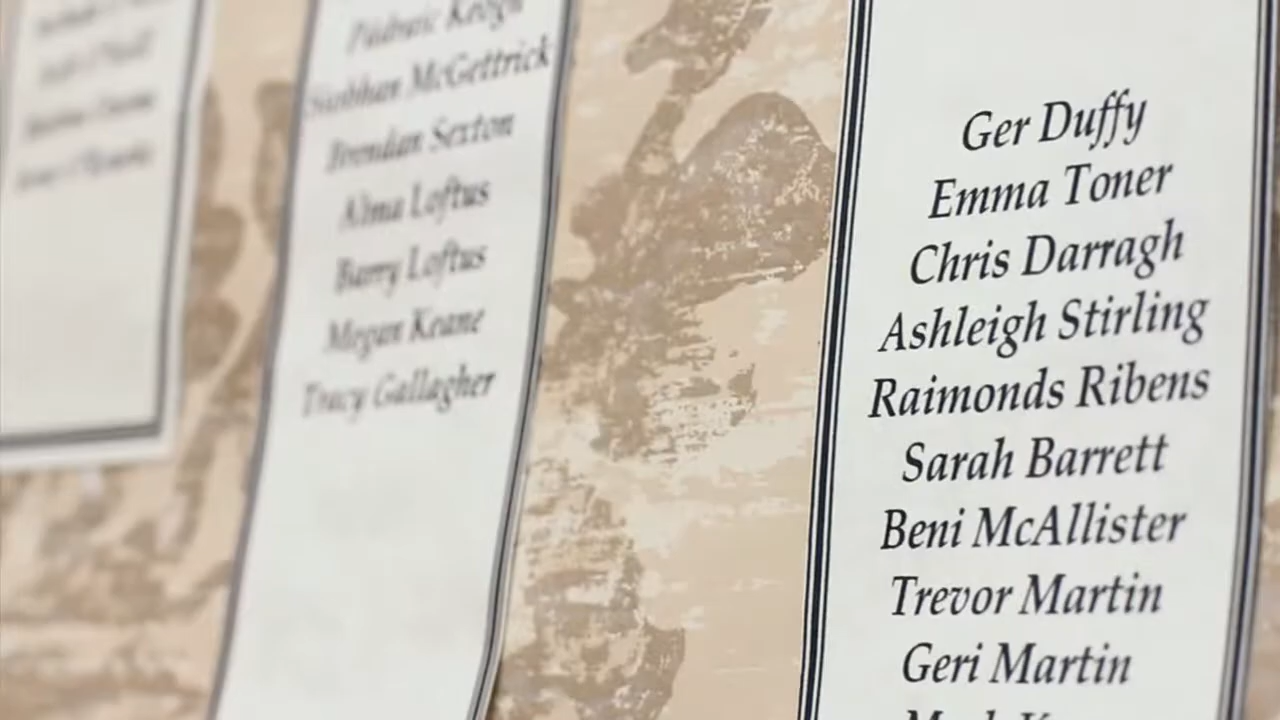 Padraic Keogh
Siobhan McGettrick
Brendan Sexton
Alma Loftus
Barry Loftus
Megan Keane
Tracy Gallagher
Ger Duffy
Emma Toner
Chris Darragh
Ashleigh Stirling
Raimonds Ribens
Sarah Barrett
Beni McAllister
Trevor Martin
Geri Martin